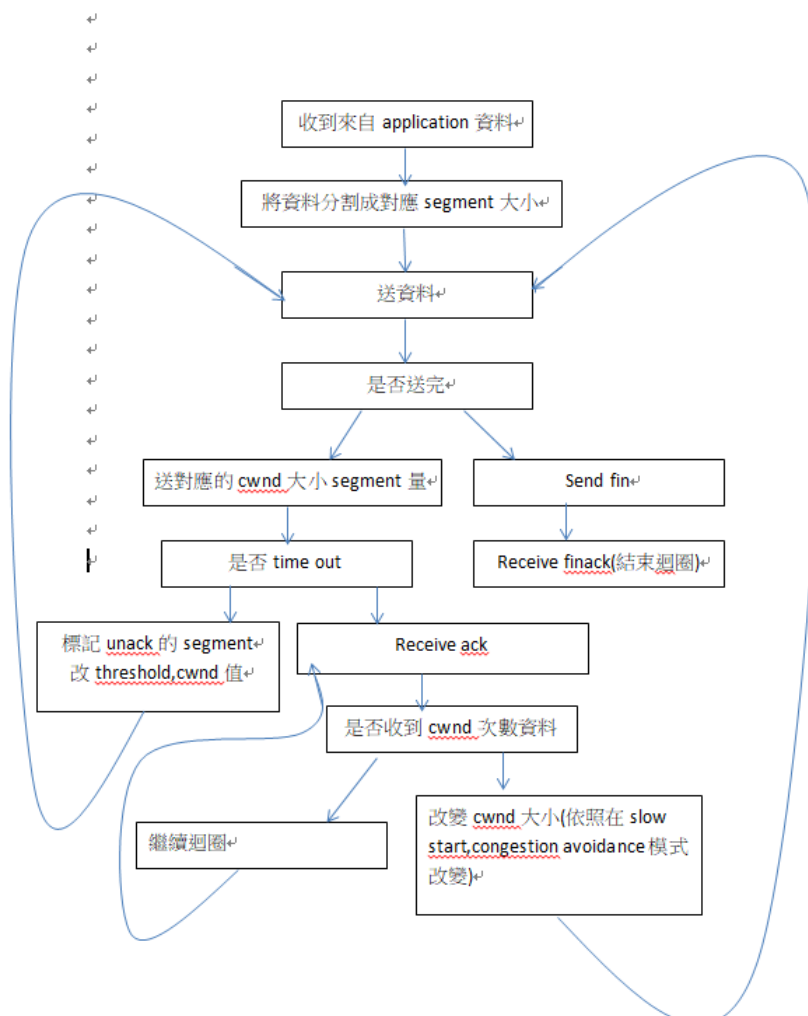 收到來自 application 資料
將資料分割成對應 segment 大小
送資料
是否送完
送對應的 cwnd 大小 segment 量
Send fin
是否 time out
Receive finack(結束迴圈)
標記 unack 的 segment
改 threshold,cwnd 值
Receive ack
是否收到 cwnd 次數資料
繼續迴圈
改變 cwnd 大小(依照在 slow
start,congestion avoidance 模式
改變)